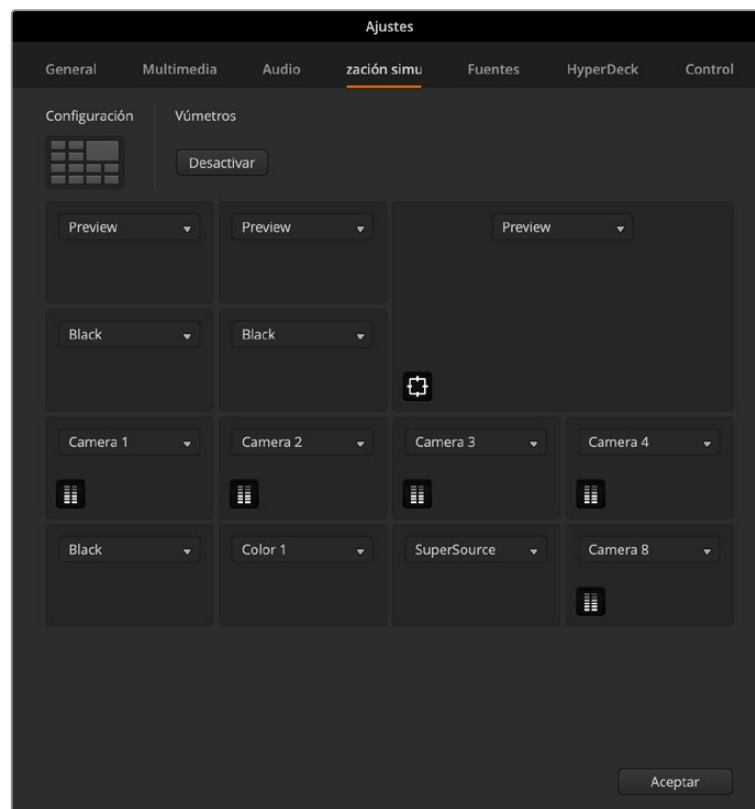 Ajustes
General Multimedia Audio zación simu Fuentes HyperDeck Control
Configuración Vúmetros
Desactivar
Preview Preview Preview
Black Black
Camera 1 Camera 2 Camera 3 Camera 4
Black Color 1 SuperSource Camera 8
Aceptar